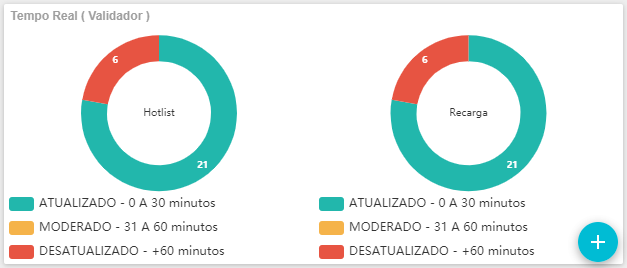 Tempo Real ( Validador )
6
Hotlist
21
ATUALIZADO - 0 A 30 minutos
MODERADO - 31 A 60 minutos
DESATUALIZADO - +60 minutos
6
Recarga
21
ATUALIZADO - 0 A 30 minutos
MODERADO - 31 A 60 minutos
DESATUALIZADO - +60 minutos